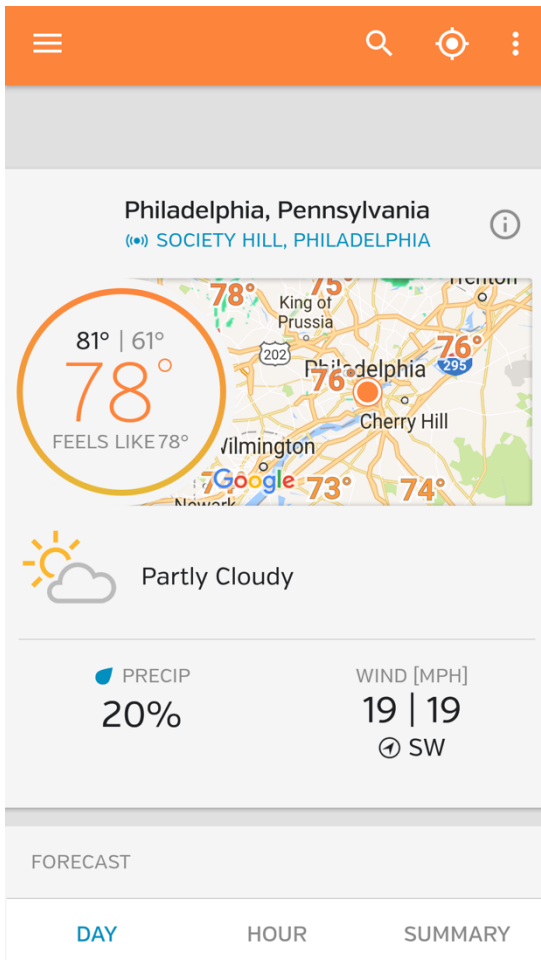 Philadelphia, Pennsylvania
SOCIETY HILL, PHILADELPHIA
81° | 61°
78°
FEELS LIKE 78°
78°
75°
Trenton
King of
Prussia
202
76°
295
Philadelphia
76°
Cherry Hill
Wilmington
Google
73°
74°
Newark
Partly Cloudy
PRECIP
20%
WIND [MPH]
19 | 19
SW
FORECAST
DAY
HOUR
SUMMARY